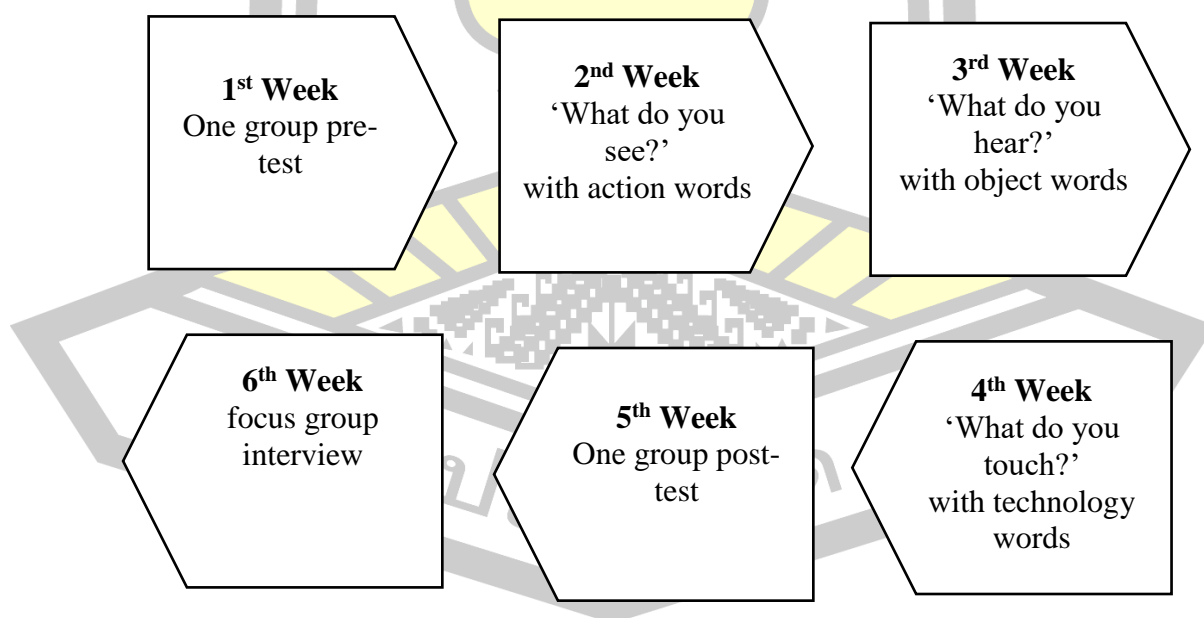 1st Week
One group pre-
test
2nd Week
‘What do you
see?’
with action words
3rd Week
‘What do you
hear?’
with object words
4th Week
‘What do you
touch?’
with technology
words
5th Week
One group post-
test
6th Week
focus group
interview